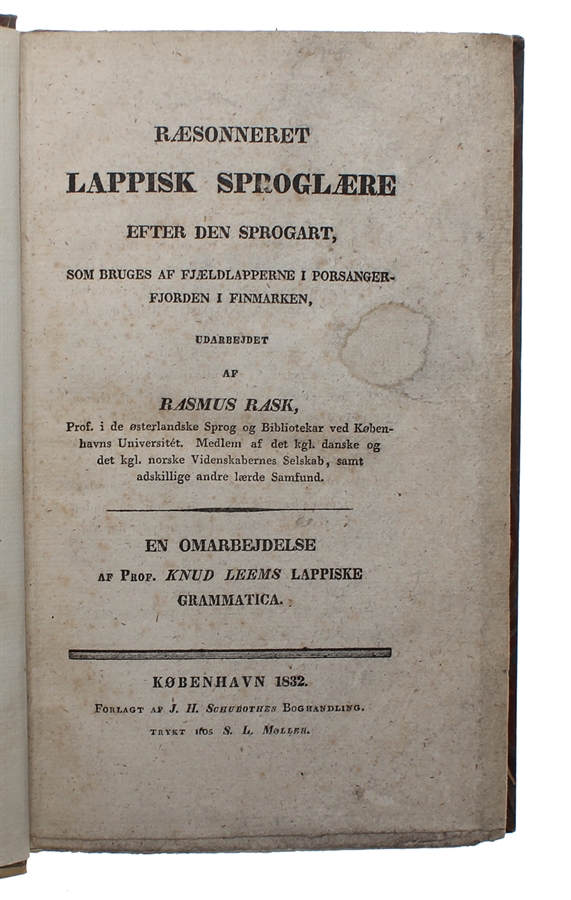 RÆSONNERET
LAPPISK SPROGLÆRE
EFTER DEN SPROGART,
SOM BRUGES AF FJÆLDLAPPERNE I PORSANGER-
FJORDEN I FINMARKEN,
UDARBEJDET
AF
RASMUS RASK,
Prof. i de østerlandske Sprog og Bibliotekar ved Køben-
havns Universitét. Medlem af det kgl. danske og
det kgl. norske Videnskabernes Selskab, samt
adskillige andre lærde Samfund.
EN OMARBEJDELSE
AF PROF. KNUD LEEMS LAPPISKE
GRAMMATICA.
KØBENHAVN 1832.
FORLAGT AF J. H. SCHUBOTHES BOGHANDLING.
TRYKT HOS S. L. MØLLER.